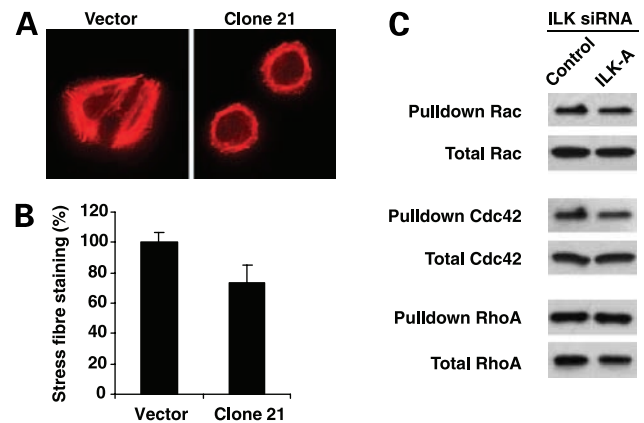 A
Vector
Clone 21
B
Stress fibre staining (%)
120
100
80
60
40
20
0
Vector
Clone 21
C
ILK siRNA
Control
ILK-A
Pulldown Rac
Total Rac
Pulldown Cdc42
Total Cdc42
Pulldown RhoA
Total RhoA